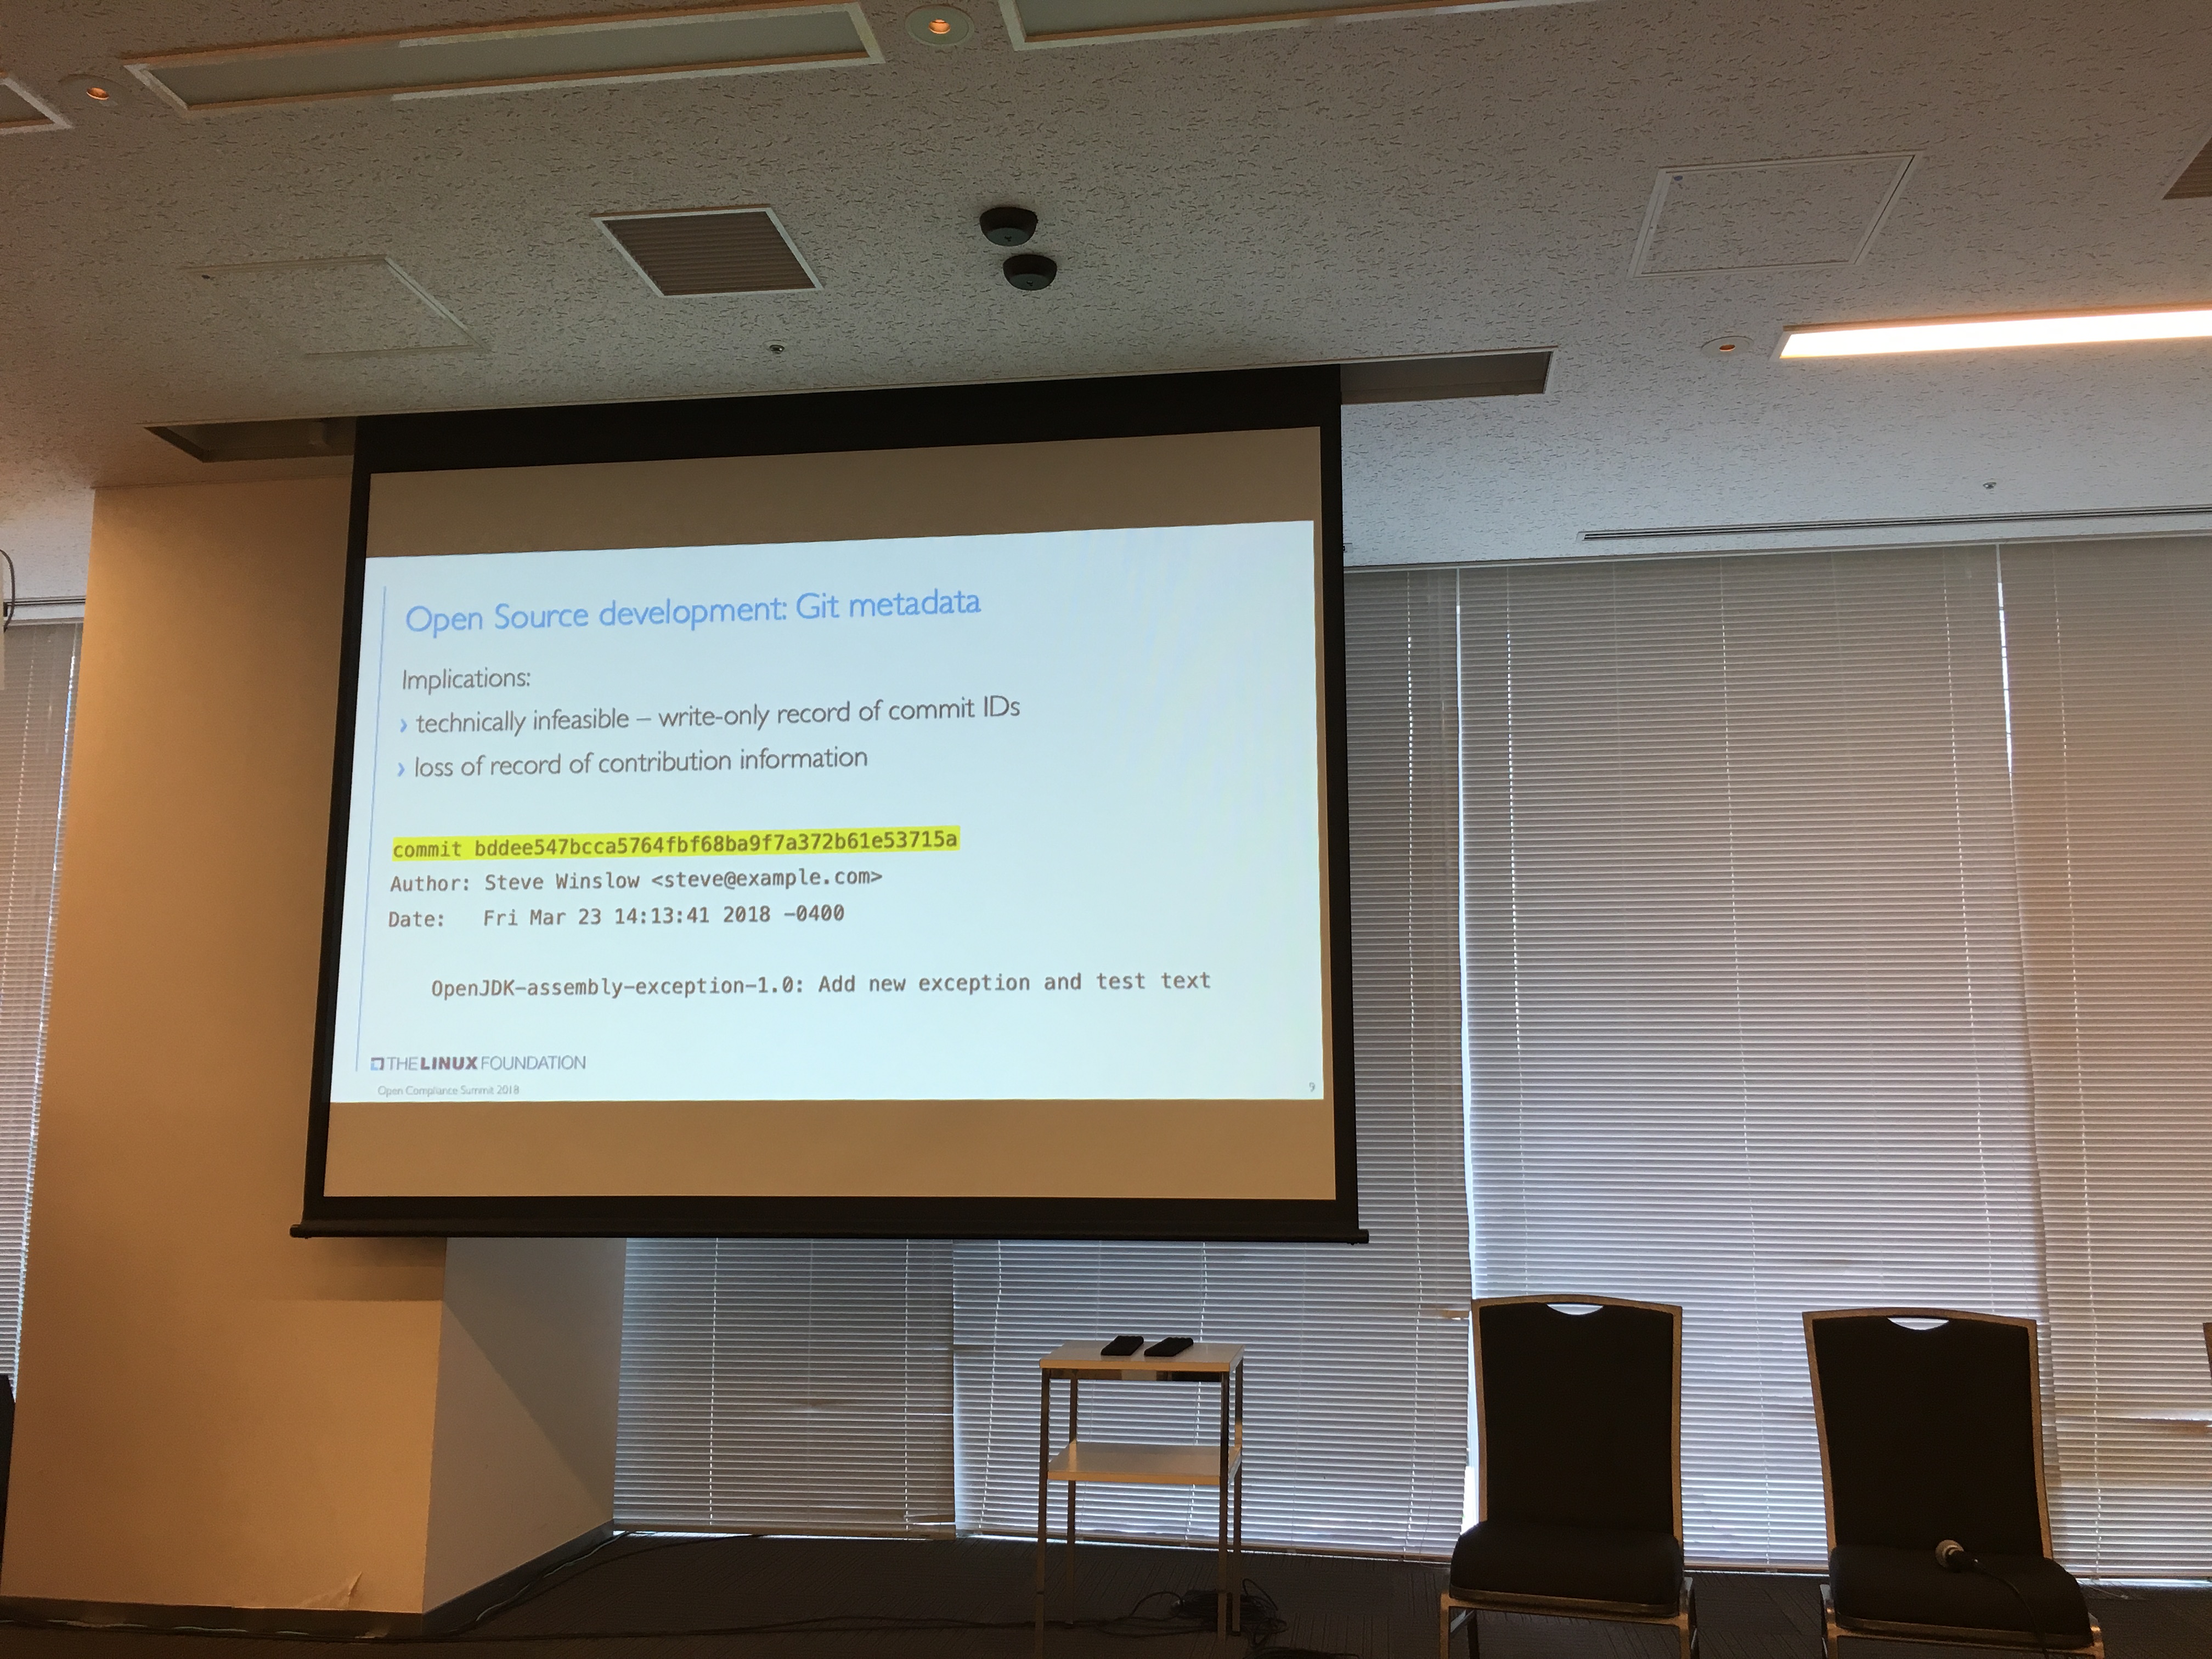 Open Source development: Git metadata
Implications:
› technically infeasible – write-only record of commit IDs
› loss of record of contribution information
commit bddee547bcca5764fbf68ba9f7a372b61e53715a
Author: Steve Winslow <steve@example.com>
Date:   Fri Mar 23 14:13:41 2018 -0400
OpenJDK-assembly-exception-1.0: Add new exception and test text
THE LINUX FOUNDATION
Open Compliance Summit 2018
9